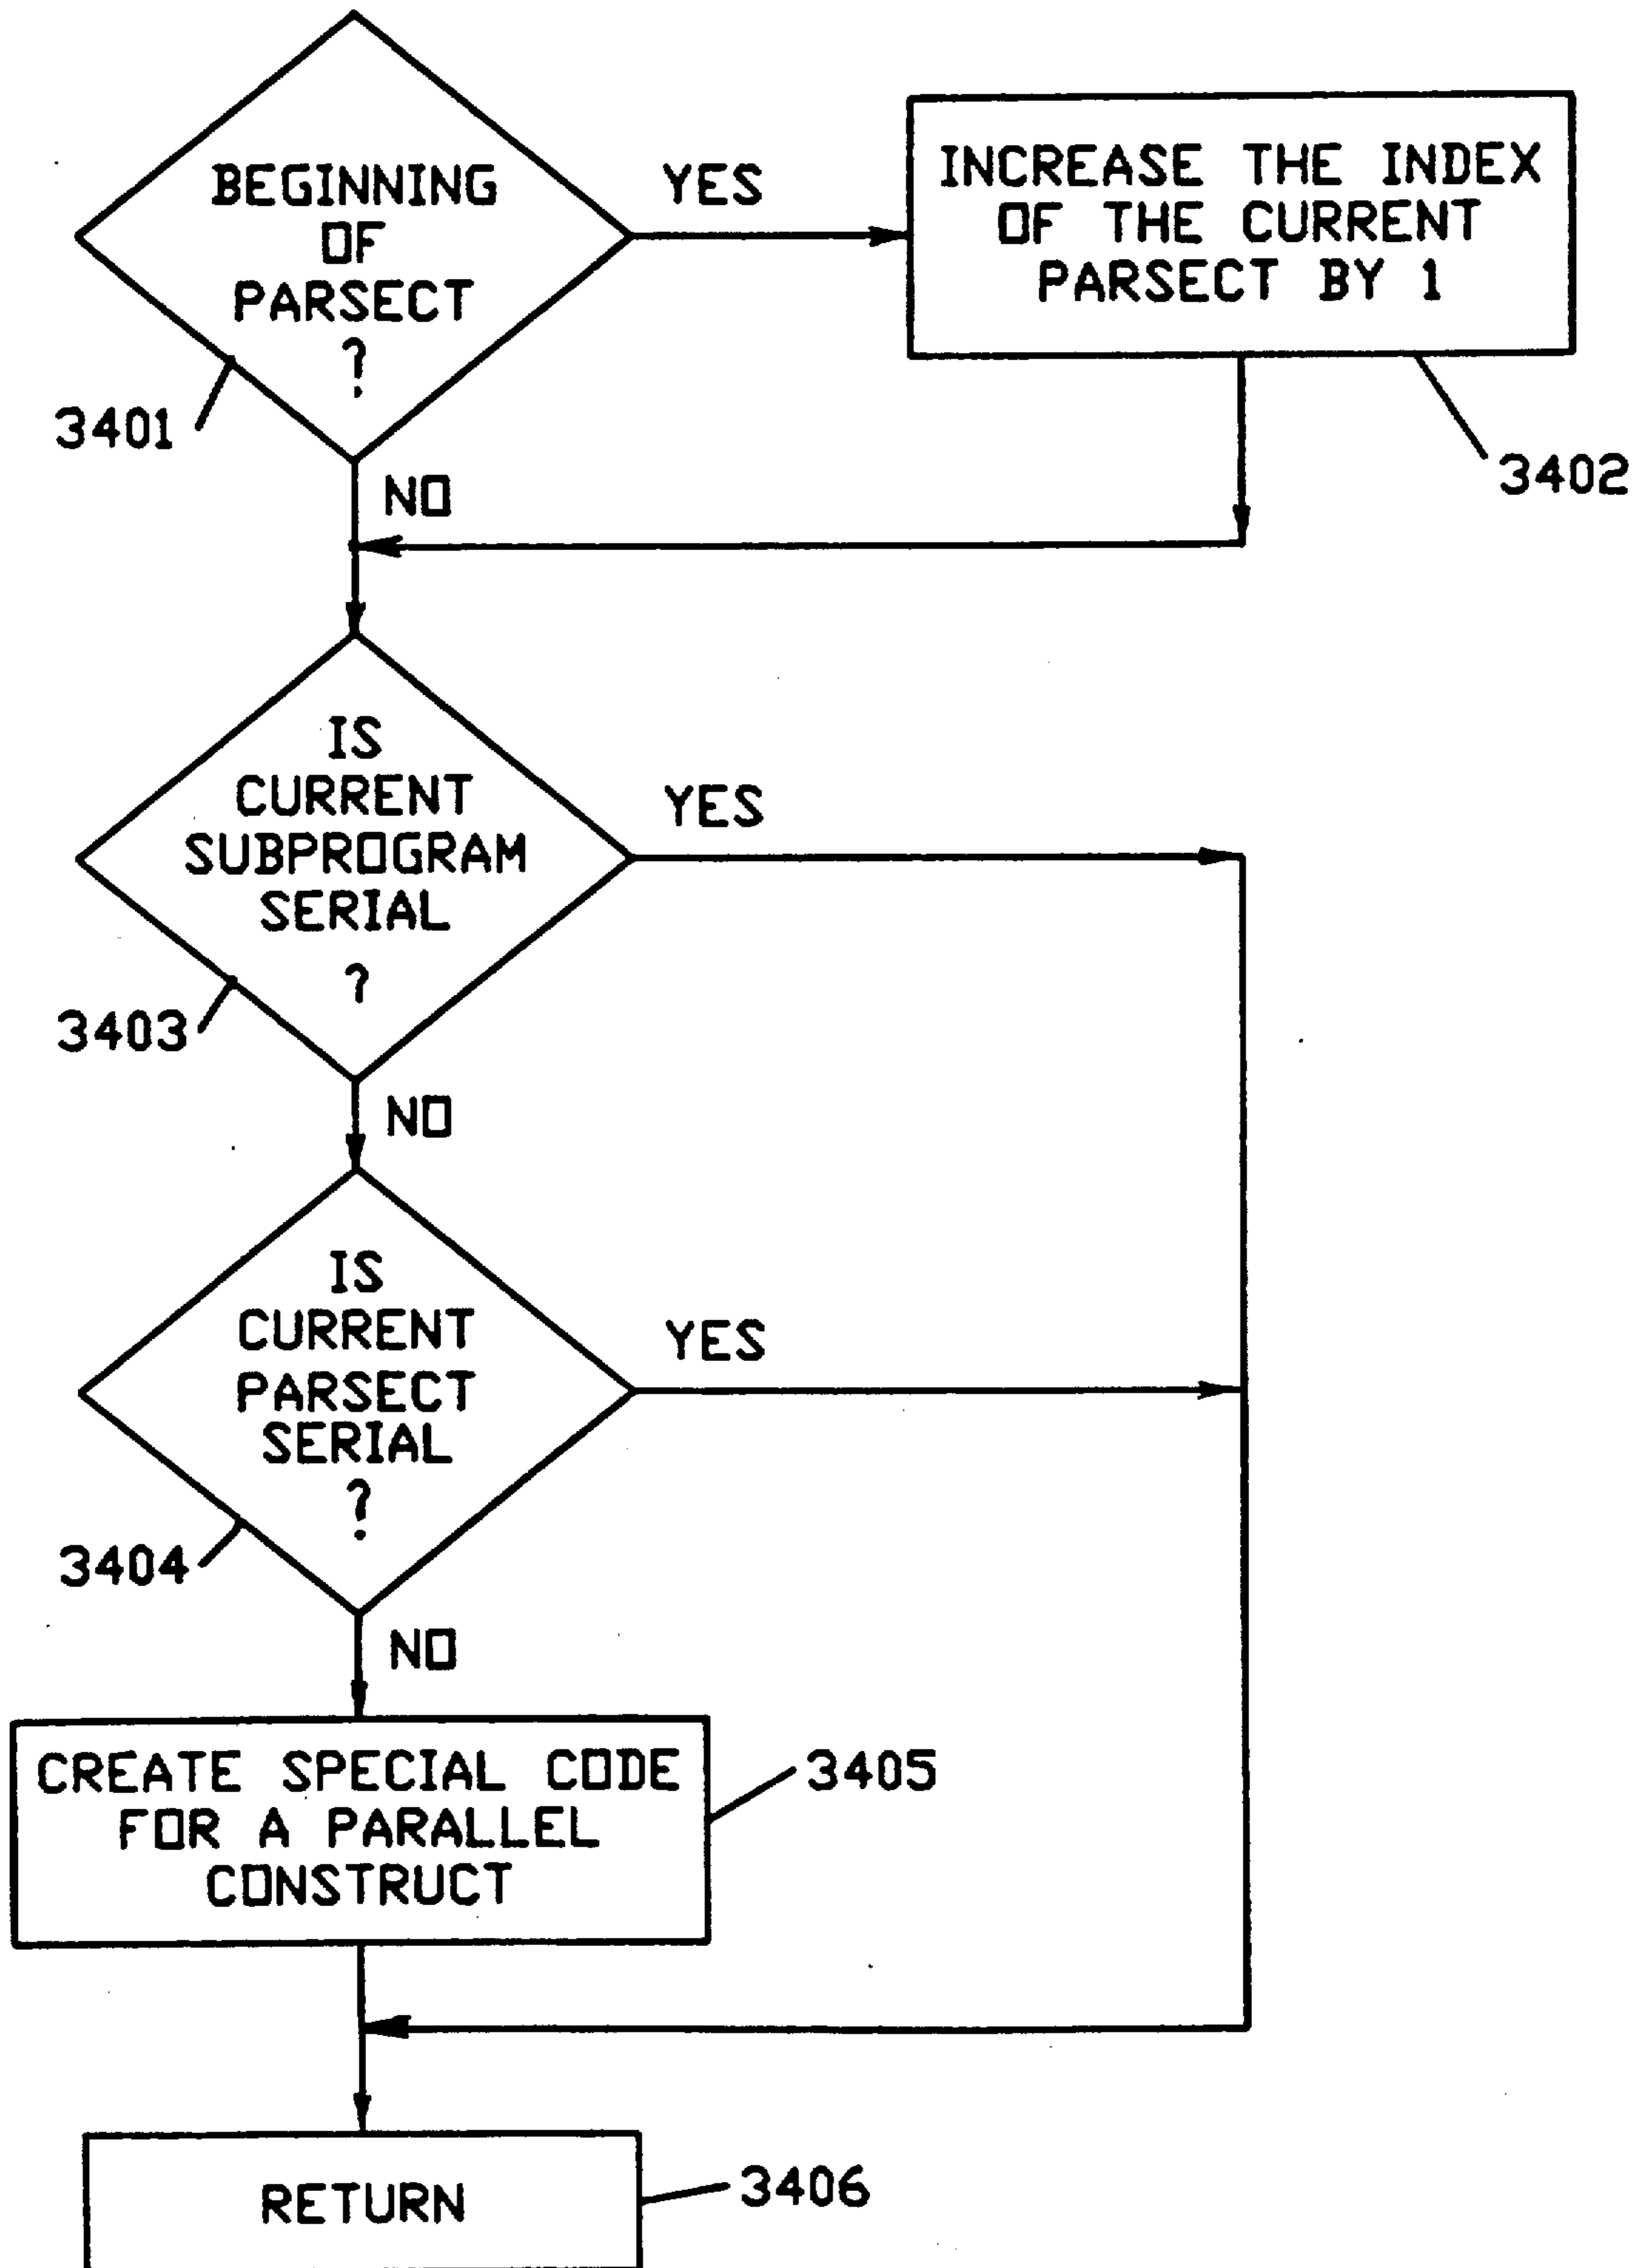 BEGINNING
OF
PARSECT
?
YES
INCREASE THE INDEX
OF THE CURRENT
PARSECT BY 1
3401
3402
NO
IS
CURRENT
SUBPROGRAM
SERIAL
?
YES
3403
NO
IS
CURRENT
PARSECT
SERIAL
?
YES
3404
NO
CREATE SPECIAL CODE
FOR A PARALLEL
CONSTRUCT
3405
RETURN
3406